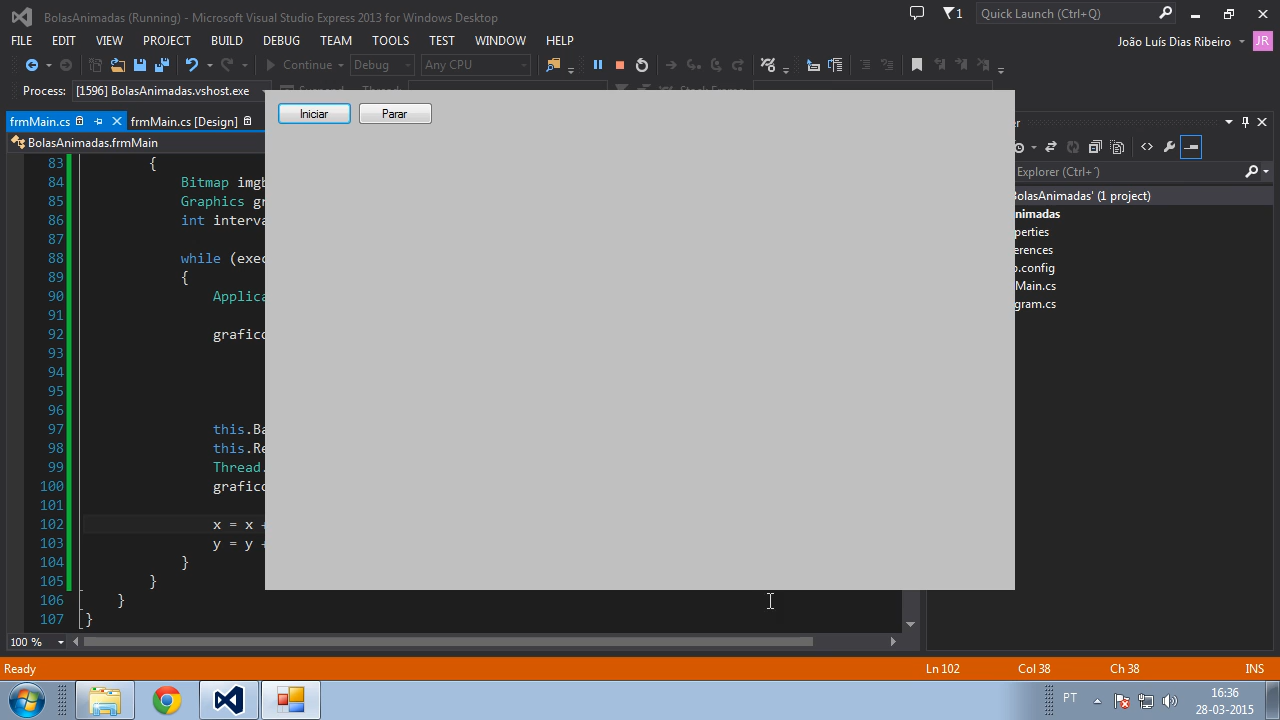 BolasAnimadas (Running) - Microsoft Visual Studio Express 2013 for Windows Desktop
1
Quick Launch (Ctrl+Q)
FILE EDIT VIEW PROJECT BUILD DEBUG TEAM TOOLS TEST WINDOW HELP
João Luís Dias Ribeiro JR
Continue Debug Any CPU
Process: [1596] BolasAnimadas.vshost.exe
frmMain.cs frmMain.cs [Design]
BolasAnimadas.frmMain
Iniciar Parar
Explorer (Ctrl+´)
BolasAnimadas' (1 project)
nimadas
perties
erences
.config
Main.cs
gram.cs
83 {
84 Bitmap imgb
85 Graphics gr
86 int interva
87
88 while (exec
89 {
90 Applica
91
92 grafico
93
94
95
96
97 this.Ba
98 this.Re
99 Thread.
100 grafico
101
102 x = x +
103 y = y +
104 }
105 }
106 }
107 }
100 %
Ready Ln 102 Col 38 Ch 38 INS
PT 16:36
28-03-2015